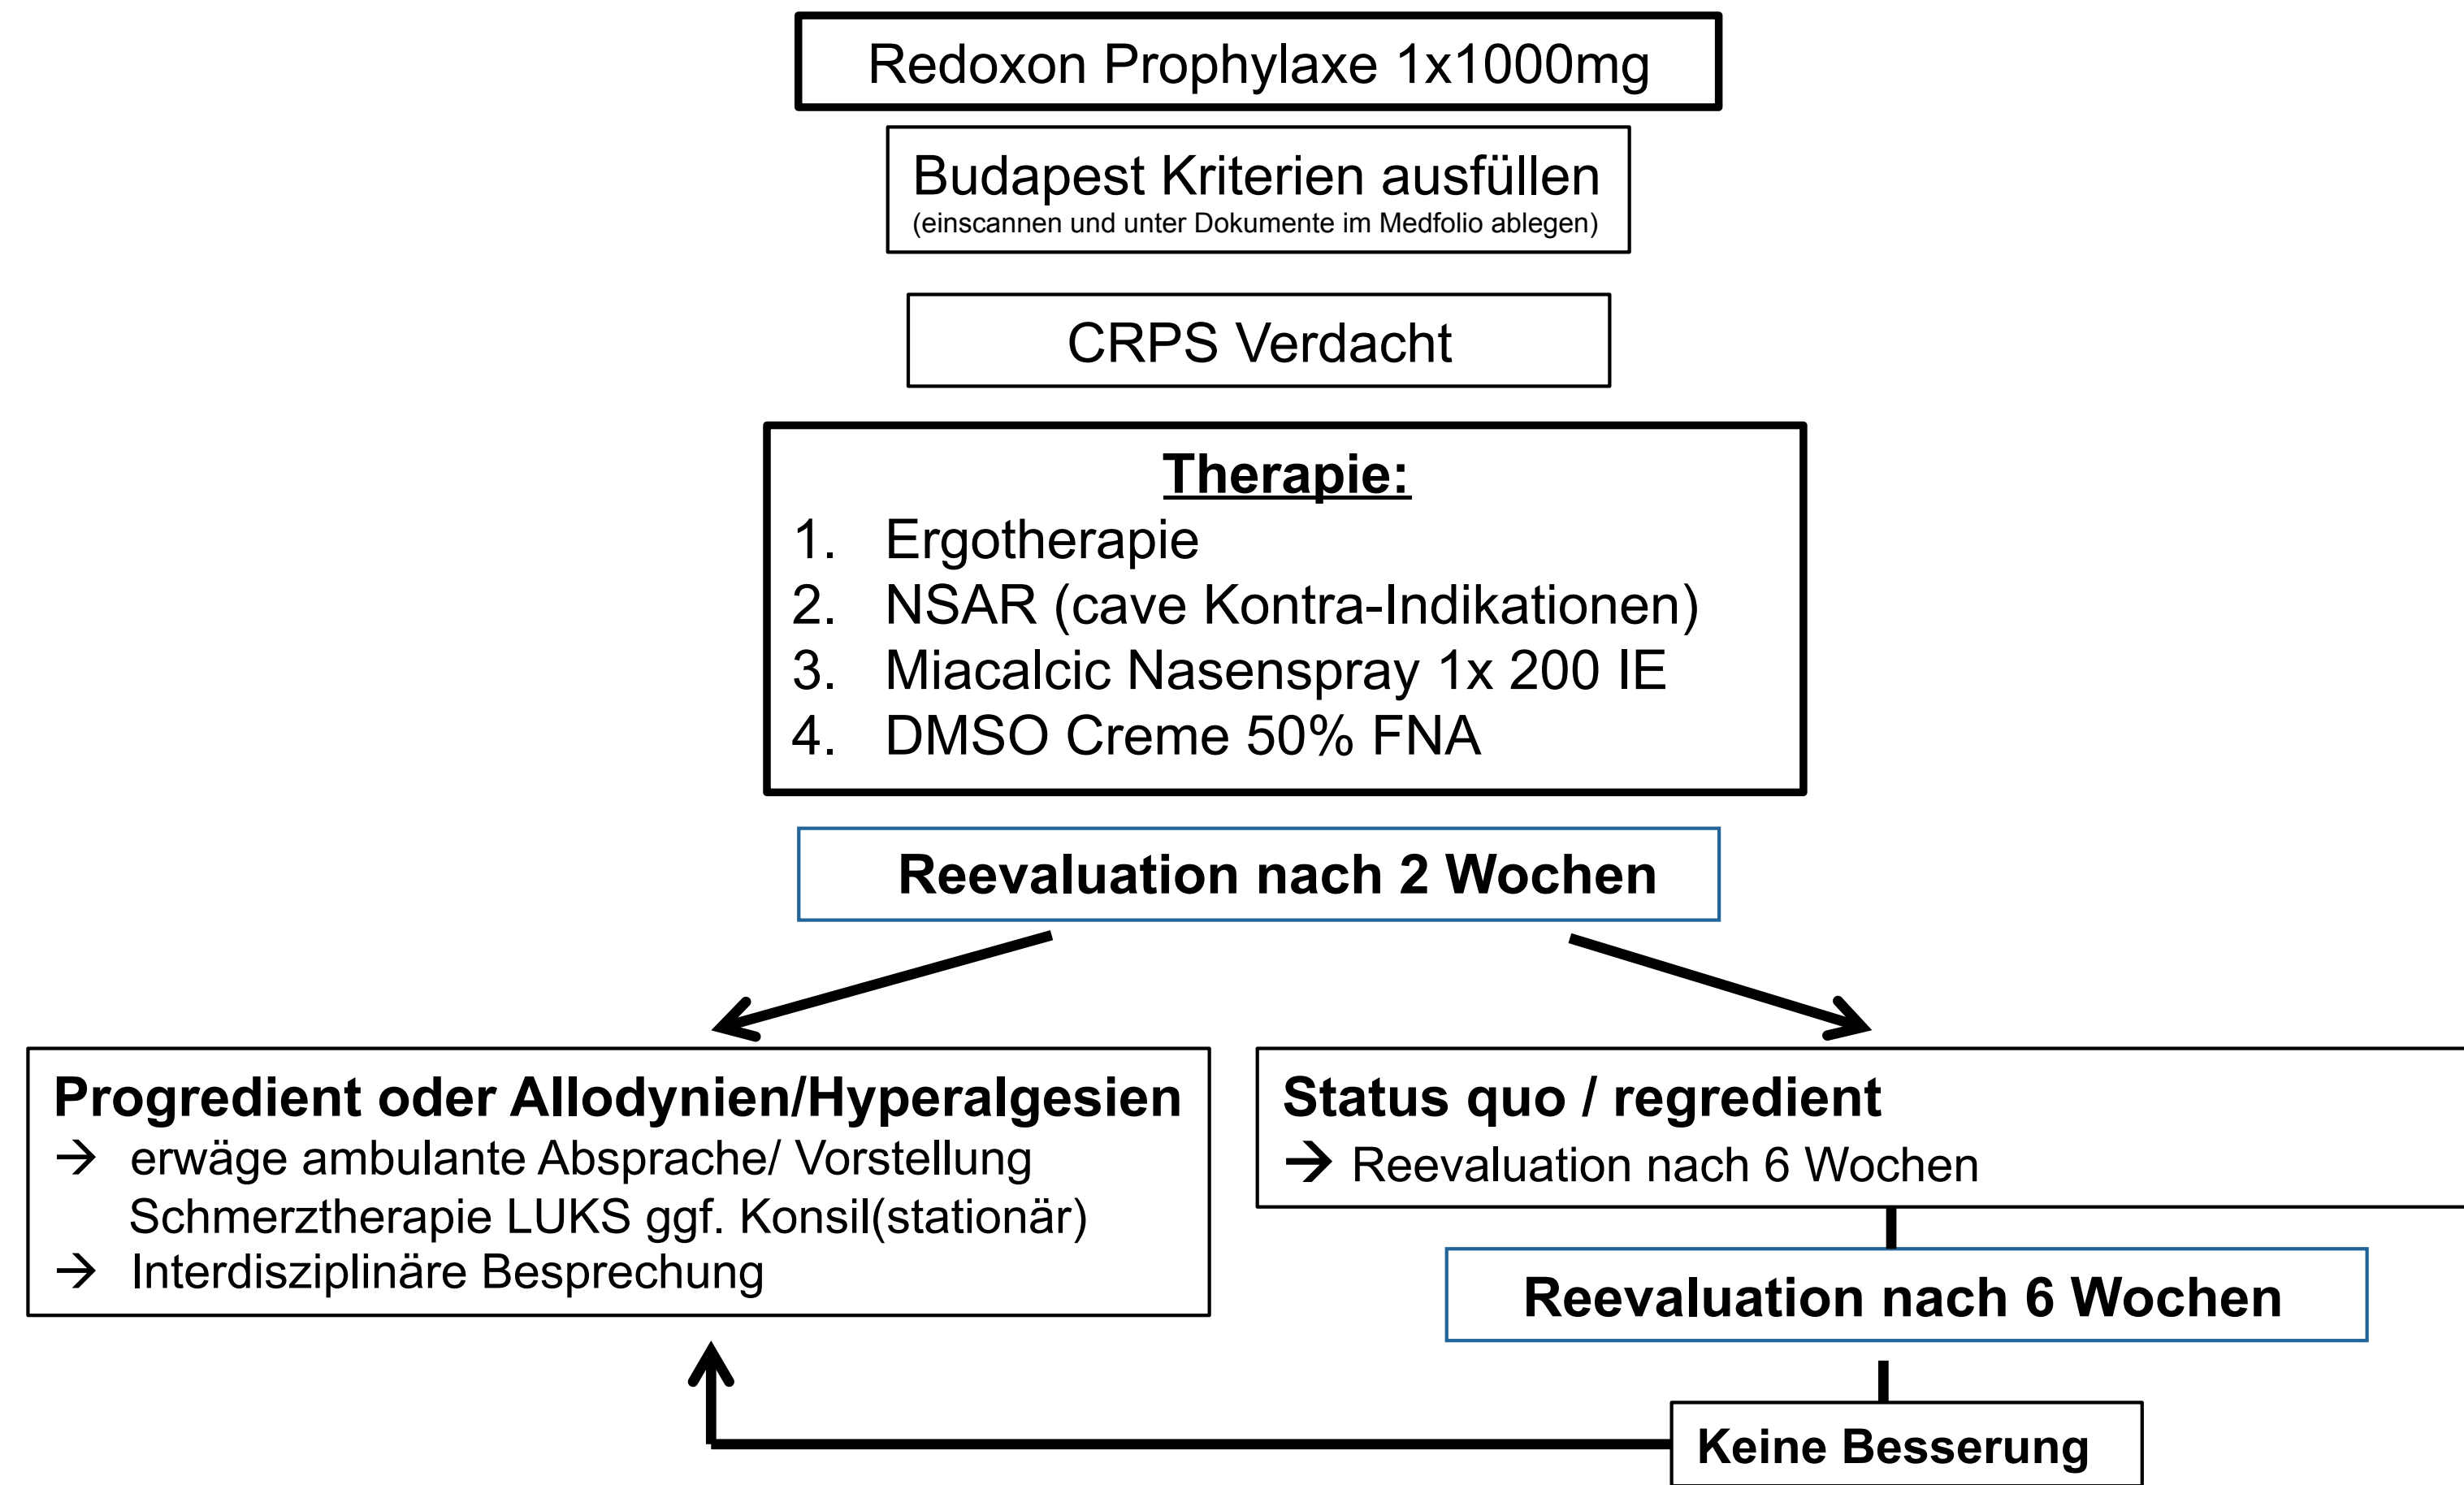 Redoxon Prophylaxe 1x1000mg
Budapest Kriterien ausfüllen
(einscannen und unter Dokumente im Medfolio ablegen)
CRPS Verdacht
Therapie:
1. Ergotherapie
2. NSAR (cave Kontra-Indikationen)
3. Miacalcic Nasenspray 1x 200 IE
4. DMSO Creme 50% FNA
Reevaluation nach 2 Wochen
Progredient oder Allodynien/Hyperalgesien
→ erwäge ambulante Absprache/ Vorstellung
Schmerztherapie LUKS ggf. Konsil(stationär)
→ Interdisziplinäre Besprechung
Status quo / regredient
→ Reevaluation nach 6 Wochen
Reevaluation nach 6 Wochen
Keine Besserung